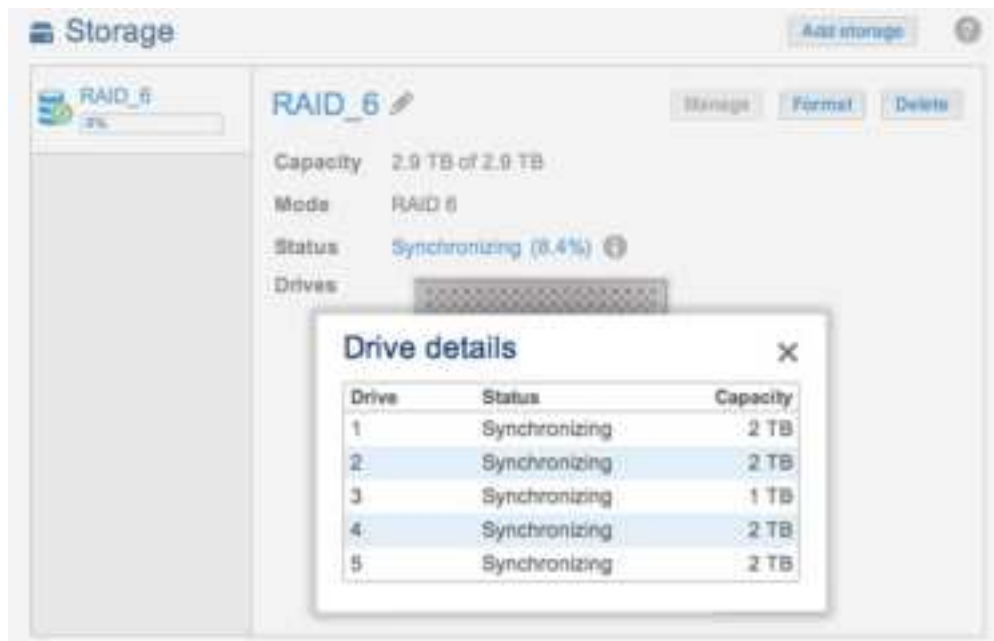 Storage
Add storage
RAID_6
RAID_6
Manage
Format
Delete
Capacity 2.9 TB of 2.9 TB
Mode RAID 6
Status Synchronizing (8.4%)
Drives
Drive details
Drive Status Capacity
1 Synchronizing 2 TB
2 Synchronizing 2 TB
3 Synchronizing 1 TB
4 Synchronizing 2 TB
5 Synchronizing 2 TB